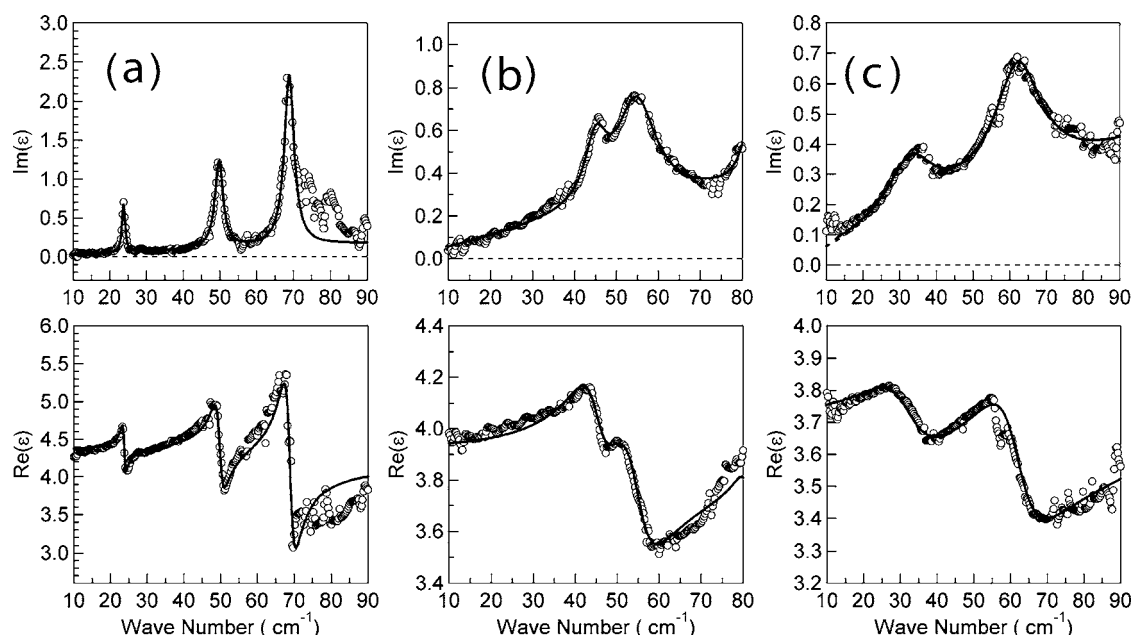 (a)
Im(ε)
3.0
2.5
2.0
1.5
1.0
0.5
0.0
10 20 30 40 50 60 70 80 90
(b)
Im(ε)
1.0
0.8
0.6
0.4
0.2
0.0
10 20 30 40 50 60 70 80
(c)
Im(ε)
0.8
0.7
0.6
0.5
0.4
0.3
0.2
0.1
0.0
10 20 30 40 50 60 70 80 90
Re(ε)
6.0
5.5
5.0
4.5
4.0
3.5
3.0
10 20 30 40 50 60 70 80 90
Wave Number ( cm⁻¹)
Re(ε)
4.4
4.2
4.0
3.8
3.6
3.4
10 20 30 40 50 60 70 80
Wave Number ( cm⁻¹)
Re(ε)
4.0
3.9
3.8
3.7
3.6
3.5
3.4
3.3
3.2
10 20 30 40 50 60 70 80 90
Wave Number ( cm⁻¹)